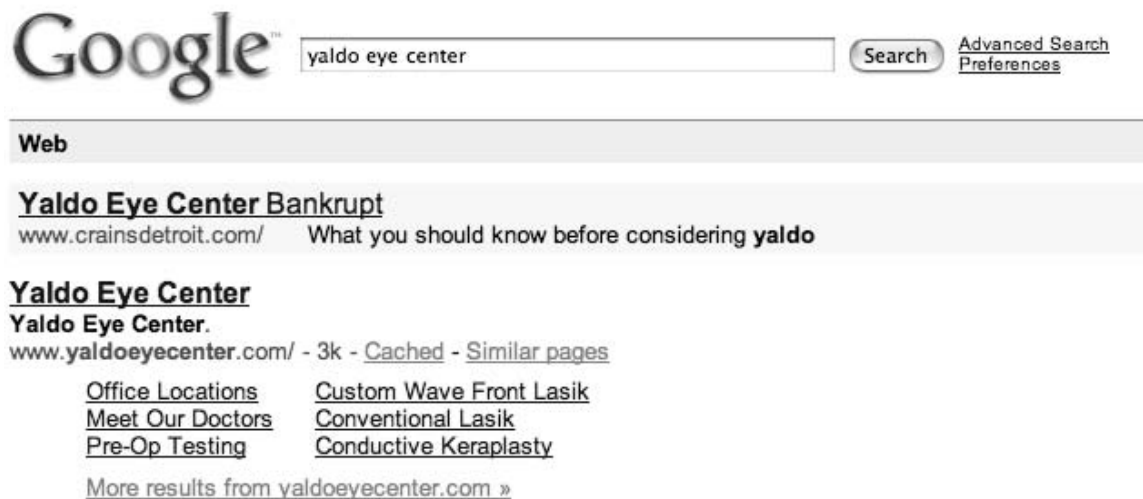 Google™ yaldo eye center Search Advanced Search
Preferences
Web
Yaldo Eye Center Bankrupt
www.crainsdetroit.com/ What you should know before considering yaldo
Yaldo Eye Center
Yaldo Eye Center.
www.yaldoeyecenter.com/ - 3k - Cached - Similar pages
Office Locations Custom Wave Front Lasik
Meet Our Doctors Conventional Lasik
Pre-Op Testing Conductive Keraplasty
More results from yaldoeyecenter.com »